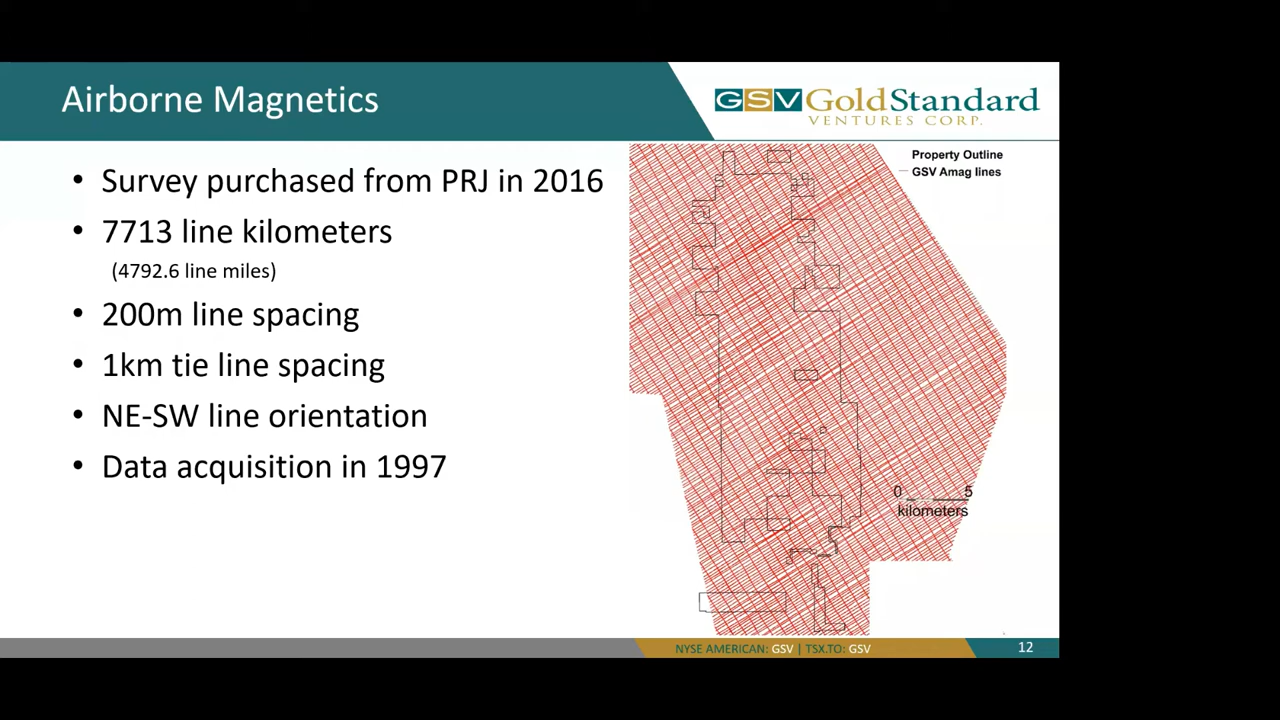 Airborne Magnetics
GSV GoldStandard
VENTURES CORP.
• Survey purchased from PRJ in 2016
• 7713 line kilometers
(4792.6 line miles)
• 200m line spacing
• 1km tie line spacing
• NE-SW line orientation
• Data acquisition in 1997
Property Outline
GSV Amag lines
0 5
kilometers
NYSE AMERICAN: GSV | TSX.TO: GSV
12